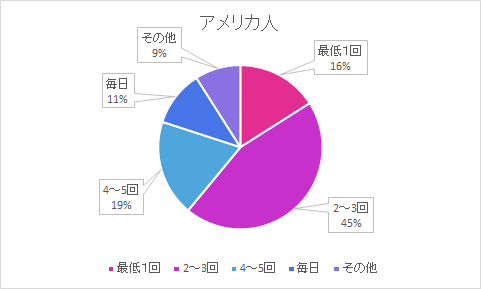 アメリカ人
その他
9%
最低1回
16%
毎日
11%
4～5回
19%
2～3回
45%
最低1回 2～3回 4～5回 毎日 その他